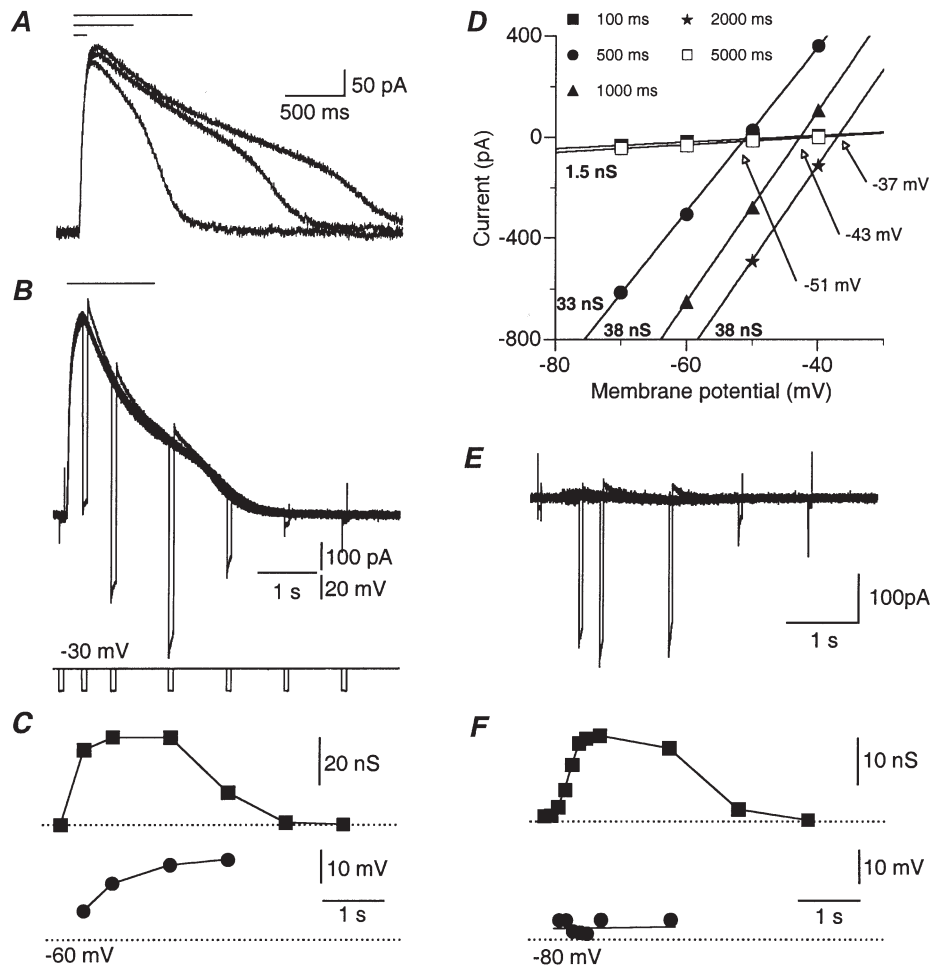 A
50 pA
500 ms
B
100 pA
1 s
20 mV
-30 mV
C
20 nS
10 mV
1 s
-60 mV
D
100 ms
2000 ms
500 ms
5000 ms
1000 ms
400
0
-400
-800
Current (pA)
1.5 nS
-37 mV
-43 mV
-51 mV
33 nS
38 nS
38 nS
-80
-60
-40
Membrane potential (mV)
E
100pA
1 s
F
10 nS
10 mV
1 s
-80 mV